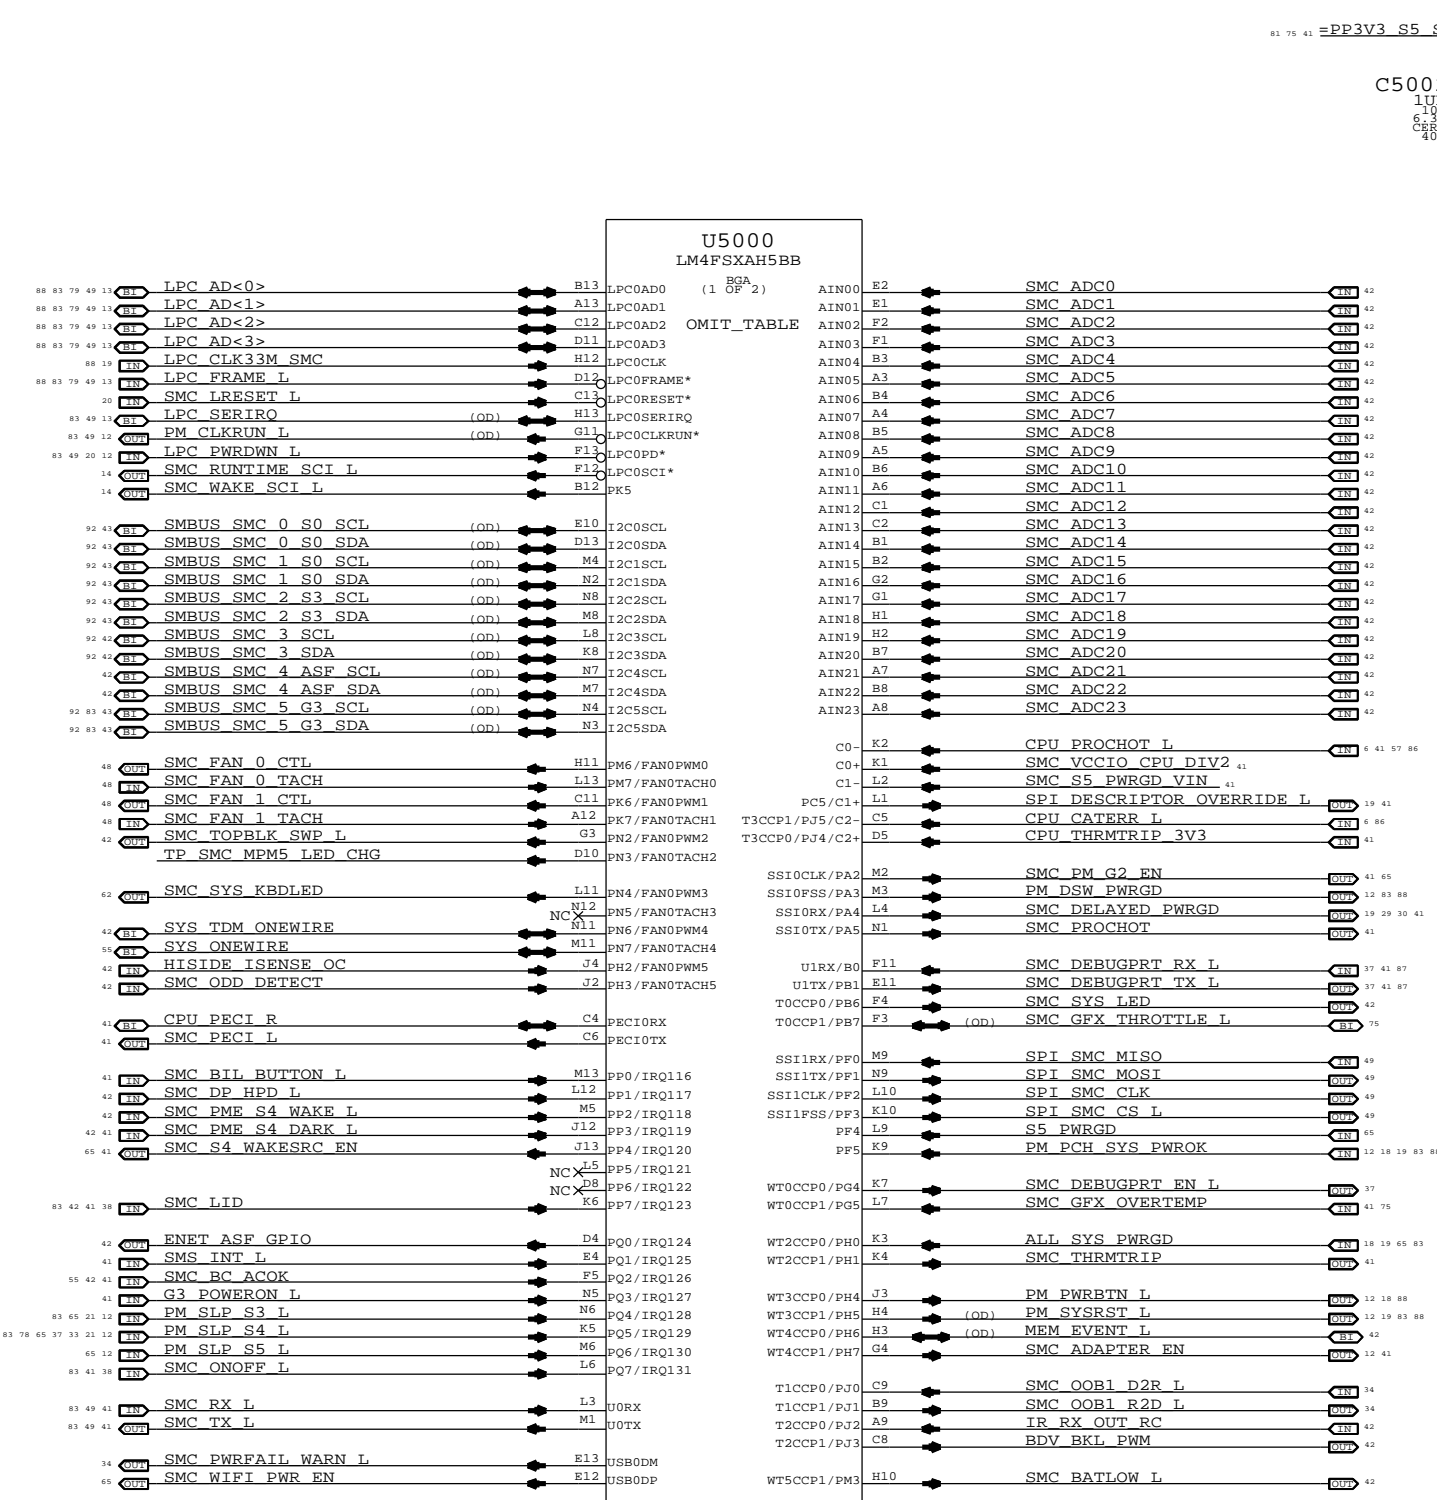 81 75 41 =PP3V3_S5_S
C500
1U
10
6.3
CER
40
U5000
LM4FSXAH5BB
BGA
(1 OF 2)
OMIT_TABLE
88 83 79 49 13 BI LPC_AD<0> B13 LPC0AD0
88 83 79 49 13 BI LPC_AD<1> A13 LPC0AD1
88 83 79 49 13 BI LPC_AD<2> C12 LPC0AD2
88 83 79 49 13 BI LPC_AD<3> D11 LPC0AD3
88 19 IN LPC_CLK33M_SMC H12 LPC0CLK
88 83 79 49 13 IN LPC_FRAME_L D12 LPC0FRAME*
20 IN SMC_LRESET_L C13 LPC0RESET*
83 49 13 BI LPC_SERIRQ (OD) H13 LPC0SERIRQ
83 49 12 OUT PM_CLKRUN_L (OD) G11 LPC0CLKRUN*
83 49 20 12 IN LPC_PWRDWN_L F13 LPC0PD*
14 OUT SMC_RUNTIME_SCI_L F12 LPC0SCI*
14 OUT SMC_WAKE_SCI_L B12 PK5
92 43 BI SMBUS_SMC_0_S0_SCL (OD) E10 I2C0SCL
92 43 BI SMBUS_SMC_0_S0_SDA (OD) D13 I2C0SDA
92 43 BI SMBUS_SMC_1_S0_SCL (OD) M4 I2C1SCL
92 43 BI SMBUS_SMC_1_S0_SDA (OD) N2 I2C1SDA
92 43 BI SMBUS_SMC_2_S3_SCL (OD) N8 I2C2SCL
92 43 BI SMBUS_SMC_2_S3_SDA (OD) M8 I2C2SDA
92 42 BI SMBUS_SMC_3_SCL (OD) L8 I2C3SCL
92 42 BI SMBUS_SMC_3_SDA (OD) K8 I2C3SDA
42 BI SMBUS_SMC_4_ASF_SCL (OD) N7 I2C4SCL
42 BI SMBUS_SMC_4_ASF_SDA (OD) M7 I2C4SDA
92 83 43 BI SMBUS_SMC_5_G3_SCL (OD) N4 I2C5SCL
92 83 43 BI SMBUS_SMC_5_G3_SDA (OD) N3 I2C5SDA
48 OUT SMC_FAN_0_CTL H11 PM6/FAN0PWM0
48 IN SMC_FAN_0_TACH L13 PM7/FAN0TACH0
48 OUT SMC_FAN_1_CTL C11 PK6/FAN0PWM1
48 IN SMC_FAN_1_TACH A12 PK7/FAN0TACH1
42 OUT SMC_TOPBLK_SWP_L G3 PN2/FAN0PWM2
TP_SMC_MPM5_LED_CHG D10 PN3/FAN0TACH2
62 OUT SMC_SYS_KBDLED L11 PN4/FAN0PWM3
NC N12 PN5/FAN0TACH3
42 BI SYS_TDM_ONEWIRE N11 PN6/FAN0PWM4
55 BI SYS_ONEWIRE M11 PN7/FAN0TACH4
42 IN HISIDE_ISENSE_OC J4 PH2/FAN0PWM5
42 IN SMC_ODD_DETECT J2 PH3/FAN0TACH5
41 BI CPU_PECI_R C4 PECI0RX
41 OUT SMC_PECI_L C6 PECI0TX
41 IN SMC_BIL_BUTTON_L M13 PP0/IRQ116
42 IN SMC_DP_HPD_L L12 PP1/IRQ117
42 IN SMC_PME_S4_WAKE_L M5 PP2/IRQ118
42 41 IN SMC_PME_S4_DARK_L J12 PP3/IRQ119
65 41 OUT SMC_S4_WAKESRC_EN J13 PP4/IRQ120
NC L5 PP5/IRQ121
NC D8 PP6/IRQ122
83 42 41 38 IN SMC_LID K6 PP7/IRQ123
42 OUT ENET_ASF_GPIO D4 PQ0/IRQ124
41 IN SMS_INT_L E4 PQ1/IRQ125
55 42 41 IN SMC_BC_ACOK F5 PQ2/IRQ126
41 IN G3_POWERON_L N5 PQ3/IRQ127
83 65 21 12 IN PM_SLP_S3_L N6 PQ4/IRQ128
83 78 65 37 33 21 12 IN PM_SLP_S4_L K5 PQ5/IRQ129
65 12 IN PM_SLP_S5_L M6 PQ6/IRQ130
83 41 38 IN SMC_ONOFF_L L6 PQ7/IRQ131
83 49 41 IN SMC_RX_L L3 U0RX
83 49 41 OUT SMC_TX_L M1 U0TX
34 OUT SMC_PWRFAIL_WARN_L E13 USB0DM
65 OUT SMC_WIFI_PWR_EN E12 USB0DP
AIN00 E2 SMC_ADC0 IN 42
AIN01 E1 SMC_ADC1 IN 42
AIN02 F2 SMC_ADC2 IN 42
AIN03 F1 SMC_ADC3 IN 42
AIN04 B3 SMC_ADC4 IN 42
AIN05 A3 SMC_ADC5 IN 42
AIN06 B4 SMC_ADC6 IN 42
AIN07 A4 SMC_ADC7 IN 42
AIN08 B5 SMC_ADC8 IN 42
AIN09 A5 SMC_ADC9 IN 42
AIN10 B6 SMC_ADC10 IN 42
AIN11 A6 SMC_ADC11 IN 42
AIN12 C1 SMC_ADC12 IN 42
AIN13 C2 SMC_ADC13 IN 42
AIN14 B1 SMC_ADC14 IN 42
AIN15 B2 SMC_ADC15 IN 42
AIN16 G2 SMC_ADC16 IN 42
AIN17 G1 SMC_ADC17 IN 42
AIN18 H1 SMC_ADC18 IN 42
AIN19 H2 SMC_ADC19 IN 42
AIN20 B7 SMC_ADC20 IN 42
AIN21 A7 SMC_ADC21 IN 42
AIN22 B8 SMC_ADC22 IN 42
AIN23 A8 SMC_ADC23 IN 42
C0- K2 CPU_PROCHOT_L IN 6 41 57 86
C0+ K1 SMC_VCCIO_CPU_DIV2 41
C1- L2 SMC_S5_PWRGD_VIN 41
PC5/C1+ L1 SPI_DESCRIPTOR_OVERRIDE_L OUT 19 41
T3CCP1/PJ5/C2- C5 CPU_CATERR_L IN 6 86
T3CCP0/PJ4/C2+ D5 CPU_THRMTRIP_3V3 IN 41
SSI0CLK/PA2 M2 SMC_PM_G2_EN OUT 41 65
SSI0FSS/PA3 M3 PM_DSW_PWRGD OUT 12 83 88
SSI0RX/PA4 L4 SMC_DELAYED_PWRGD OUT 19 29 30 41
SSI0TX/PA5 N1 SMC_PROCHOT OUT 41
U1RX/B0 F11 SMC_DEBUGPRT_RX_L IN 37 41 87
U1TX/PB1 E11 SMC_DEBUGPRT_TX_L OUT 37 41 87
T0CCP0/PB6 F4 SMC_SYS_LED OUT 42
T0CCP1/PB7 F3 (OD) SMC_GFX_THROTTLE_L BI 75
SSI1RX/PF0 M9 SPI_SMC_MISO IN 49
SSI1TX/PF1 N9 SPI_SMC_MOSI OUT 49
SSI1CLK/PF2 L10 SPI_SMC_CLK OUT 49
SSI1FSS/PF3 K10 SPI_SMC_CS_L OUT 49
PF4 L9 S5_PWRGD IN 65
PF5 K9 PM_PCH_SYS_PWROK IN 12 18 19 83 88
WT0CCP0/PG4 K7 SMC_DEBUGPRT_EN_L OUT 37
WT0CCP1/PG5 L7 SMC_GFX_OVERTEMP IN 41 75
WT2CCP0/PH0 K3 ALL_SYS_PWRGD IN 18 19 65 83
WT2CCP1/PH1 K4 SMC_THRMTRIP OUT 41
WT3CCP0/PH4 J3 PM_PWRBTN_L OUT 12 18 88
WT3CCP1/PH5 H4 (OD) PM_SYSRST_L OUT 12 19 83 88
WT4CCP0/PH6 H3 (OD) MEM_EVENT_L BI 42
WT4CCP1/PH7 G4 SMC_ADAPTER_EN OUT 12 41
T1CCP0/PJ0 C9 SMC_OOB1_D2R_L IN 34
T1CCP1/PJ1 B9 SMC_OOB1_R2D_L OUT 34
T2CCP0/PJ2 A9 IR_RX_OUT_RC IN 42
T2CCP1/PJ3 C8 BDV_BKL_PWM OUT 42
WT5CCP1/PM3 H10 SMC_BATLOW_L OUT 42